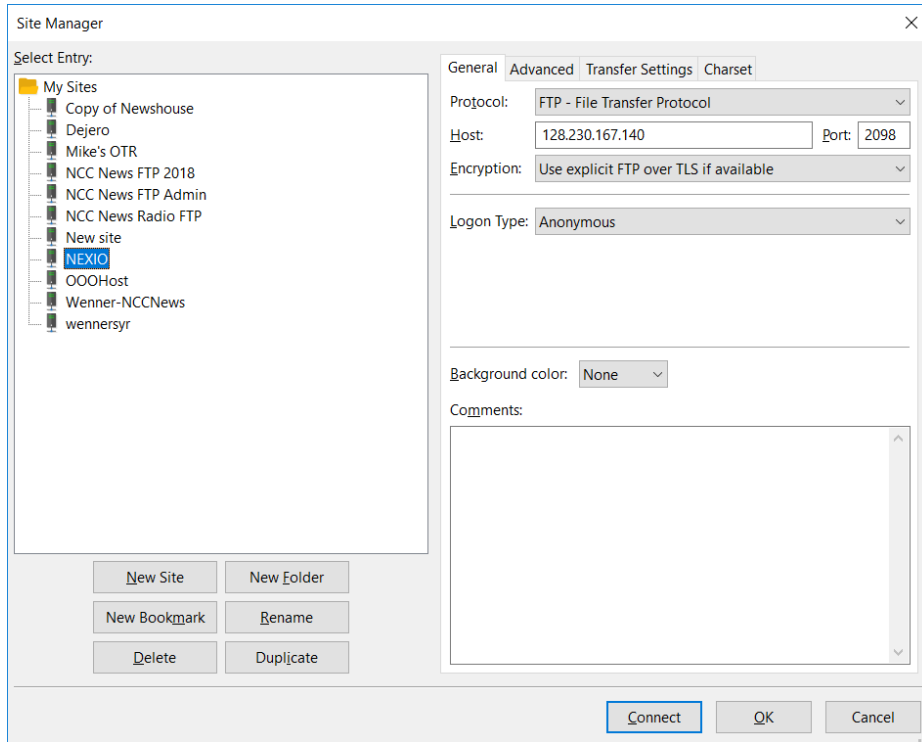 Site Manager
Select Entry:
My Sites
Copy of Newshouse
Dejero
Mike's OTR
NCC News FTP 2018
NCC News FTP Admin
NCC News Radio FTP
New site
NEXIO
OOOHost
Wenner-NCCNews
wennersyr
New Site New Folder
New Bookmark Rename
Delete Duplicate
General Advanced Transfer Settings Charset
Protocol: FTP - File Transfer Protocol
Host: 128.230.167.140 Port: 2098
Encryption: Use explicit FTP over TLS if available
Logon Type: Anonymous
Background color: None
Comments:
Connect OK Cancel